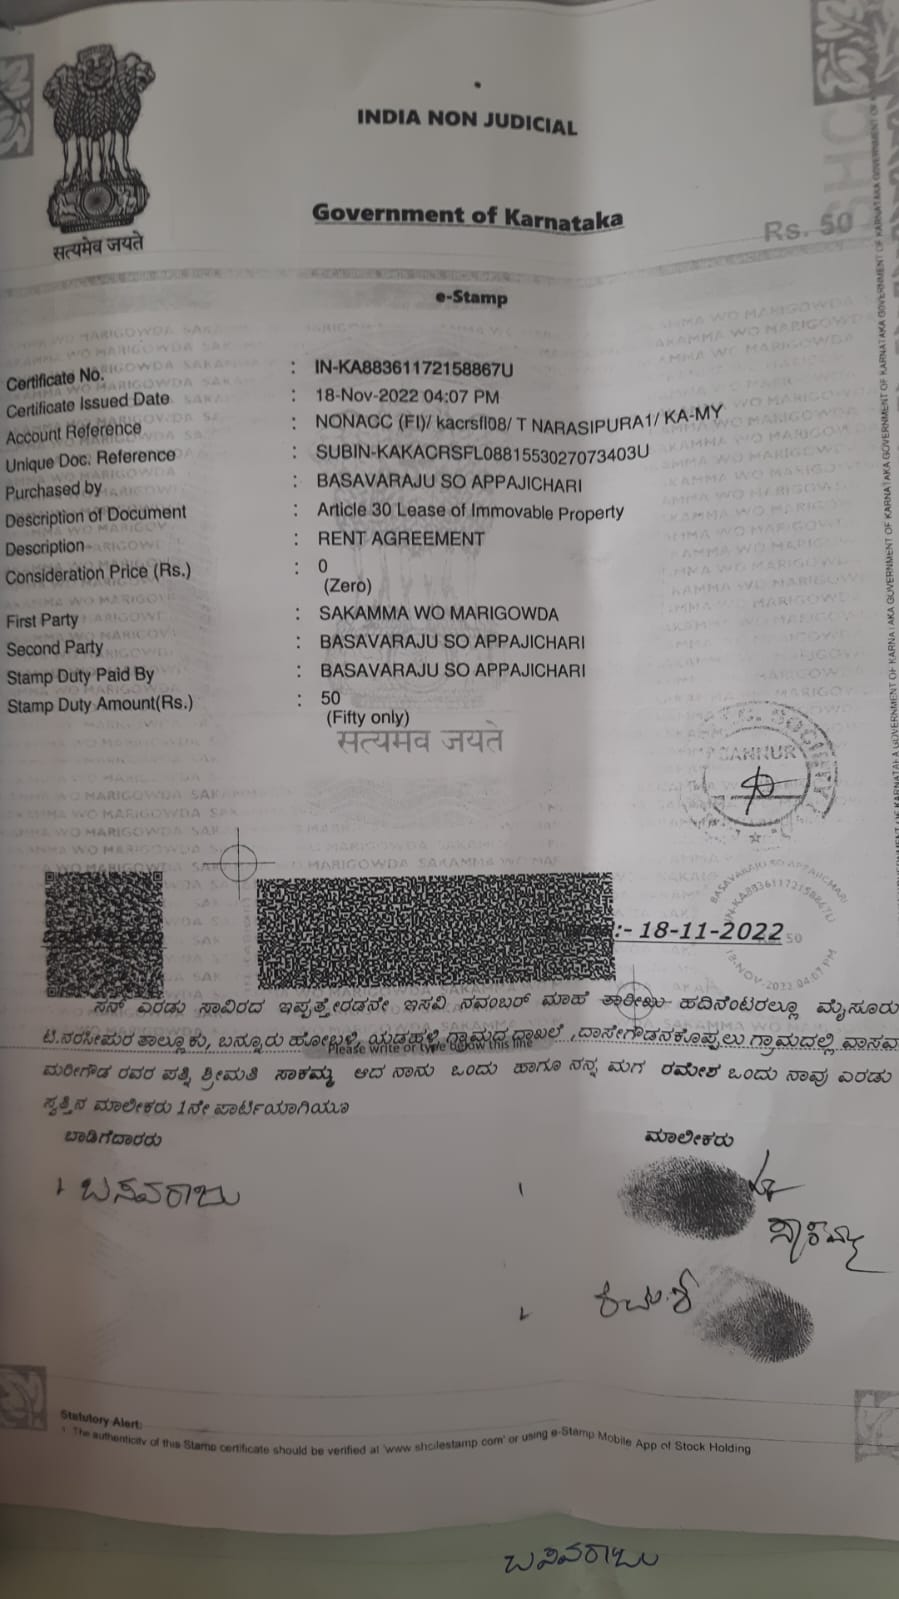 INDIA NON JUDICIAL
Government of Karnataka
Rs. 50
सत्यमेव जयते
e-Stamp
Certificate No. : IN-KA88361172158867U
Certificate Issued Date : 18-Nov-2022 04:07 PM
Account Reference : NONACC (FI)/ kacrsfl08/ T NARASIPURA1/ KA-MY
Unique Doc. Reference : SUBIN-KAKACRSFL0881553027073403U
Purchased by : BASAVARAJU SO APPAJICHARI
Description of Document : Article 30 Lease of Immovable Property
Description : RENT AGREEMENT
Consideration Price (Rs.) : 0
(Zero)
First Party : SAKAMMA WO MARIGOWDA
Second Party : BASAVARAJU SO APPAJICHARI
Stamp Duty Paid By : BASAVARAJU SO APPAJICHARI
Stamp Duty Amount(Rs.) : 50
(Fifty only)
सत्यमेव जयते
:- 18-11-2022
ಸನ್ ಎರಡು ಸಾವಿರದ ಇಪ್ಪತ್ತೇರಡನೇ ಇಸವಿ ನವಂಬರ್ ಮಾಹೆ ತಾರೀಖು ಹದಿನೆಂಟರಲ್ಲೂ ಮೈಸೂರು
ಟಿ.ನರಸೀಪುರ ತಾಲ್ಲೂಕು, ಬನ್ನೂರು ಹೋಬ್ಳಿ, ಯಡಹಳ್ಳಿ ಗ್ರಾಮದ ದಾಖಲೆ ,ದಾಸೇಗೌಡನಕೊಪ್ಪಲು ಗ್ರಾಮದಲ್ಲಿ ವಾಸವ
Please write or type below this line
ಮರೀಗೌಡ ರವರ ಪತ್ನಿ ಶ್ರೀಮತಿ ಸಾಕಮ್ಮ ಆದ ನಾನು ಒಂದು ಹಾಗೂ ನನ್ನ ಮಗ ರಮೇಶ ಒಂದು ನಾವು ಎರಡು
ಸ್ವತ್ತಿನ ಮಾಲೀಕರು 1ನೇ ಪಾರ್ಟಿಯಾಗಿಯೂ
ಬಾಡಿಗೆದಾರರು ಮಾಲೀಕರು
ಬಸವರಾಜು
Statutory Alert:
1. The authenticity of this Stamp certificate should be verified at 'www.shcilestamp.com' or using e-Stamp Mobile App of Stock Holding
ಬಸವರಾಜು